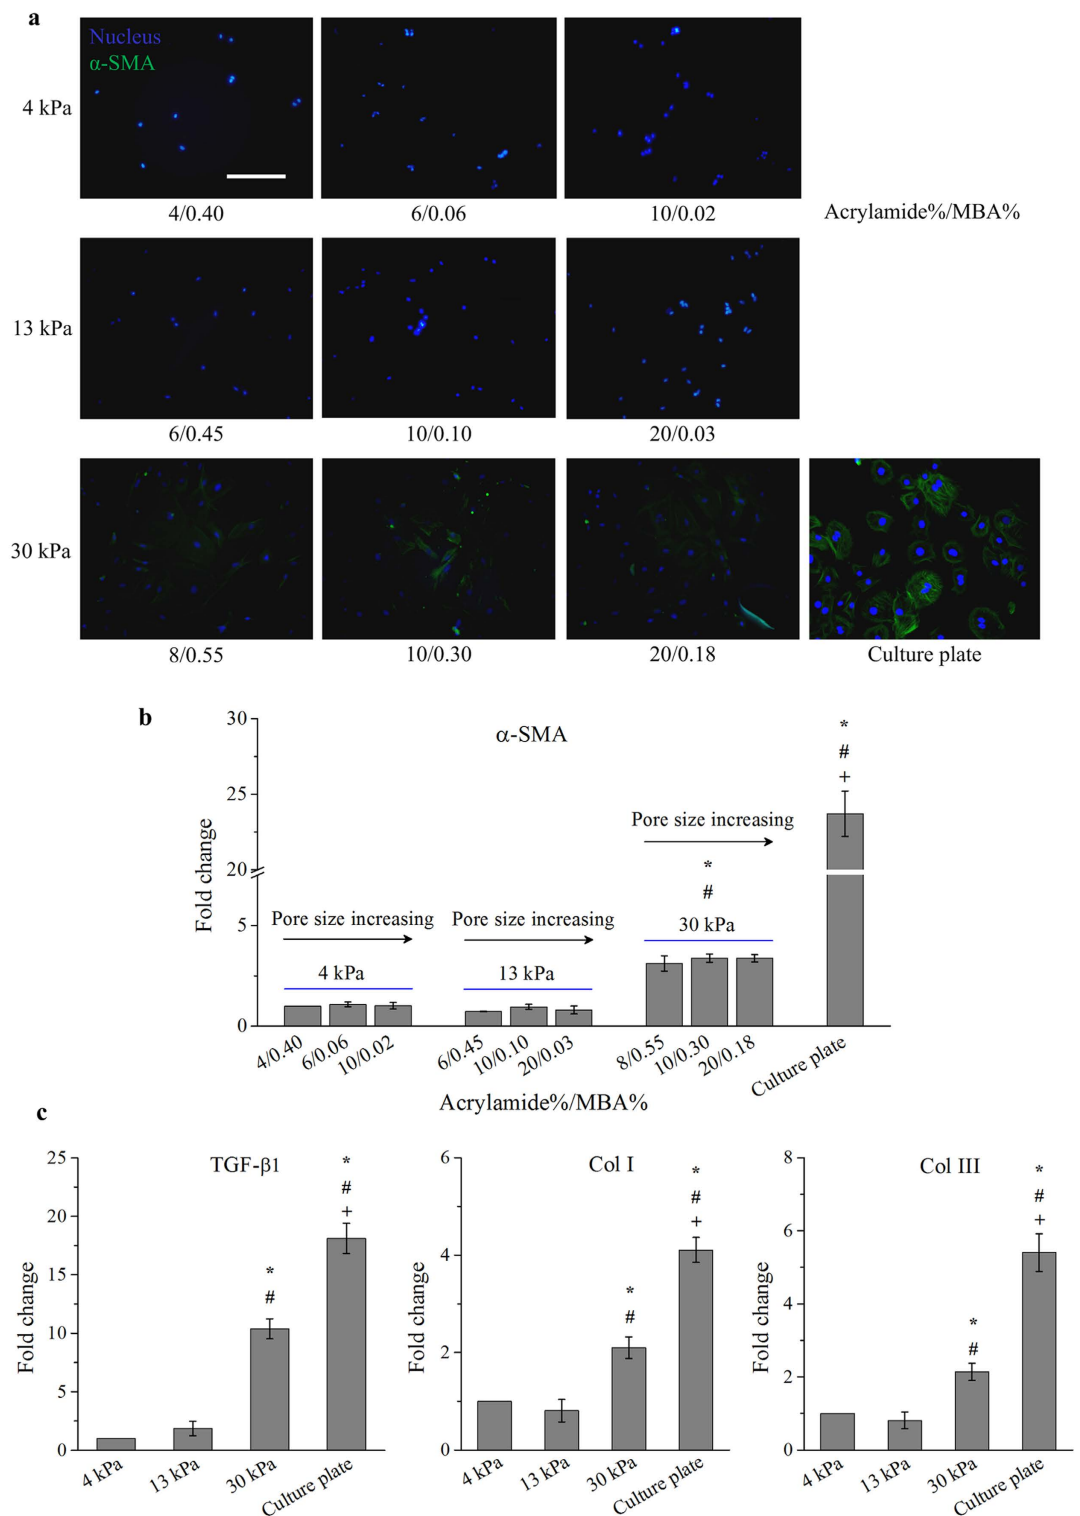 a
Nucleus
α-SMA
4 kPa
4/0.40
6/0.06
10/0.02
Acrylamide%/MBA%
13 kPa
6/0.45
10/0.10
20/0.03
30 kPa
8/0.55
10/0.30
20/0.18
Culture plate
b
α-SMA
Fold change
30
25
20
5
0
Pore size increasing
4 kPa
Pore size increasing
13 kPa
Pore size increasing
*
#
30 kPa
*
#
+
4/0.40
6/0.06
10/0.02
6/0.45
10/0.10
20/0.03
8/0.55
10/0.30
20/0.18
Culture plate
Acrylamide%/MBA%
c
TGF-β1
Fold change
25
20
15
10
5
0
*
#
*
#
+
4 kPa
13 kPa
30 kPa
Culture plate
Col I
Fold change
6
4
2
0
*
#
*
#
+
4 kPa
13 kPa
30 kPa
Culture plate
Col III
Fold change
8
6
4
2
0
*
#
*
#
+
4 kPa
13 kPa
30 kPa
Culture plate